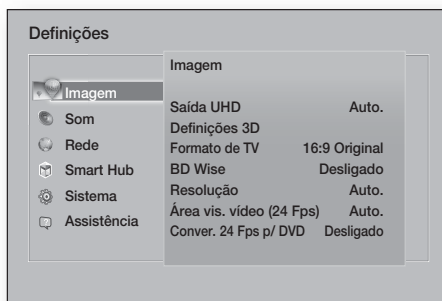 Definições
Imagem
Som
Rede
Smart Hub
Sistema
Assistência
Imagem
Saída UHD Auto.
Definições 3D
Formato de TV 16:9 Original
BD Wise Desligado
Resolução Auto.
Área vis. vídeo (24 Fps) Auto.
Conver. 24 Fps p/ DVD Desligado